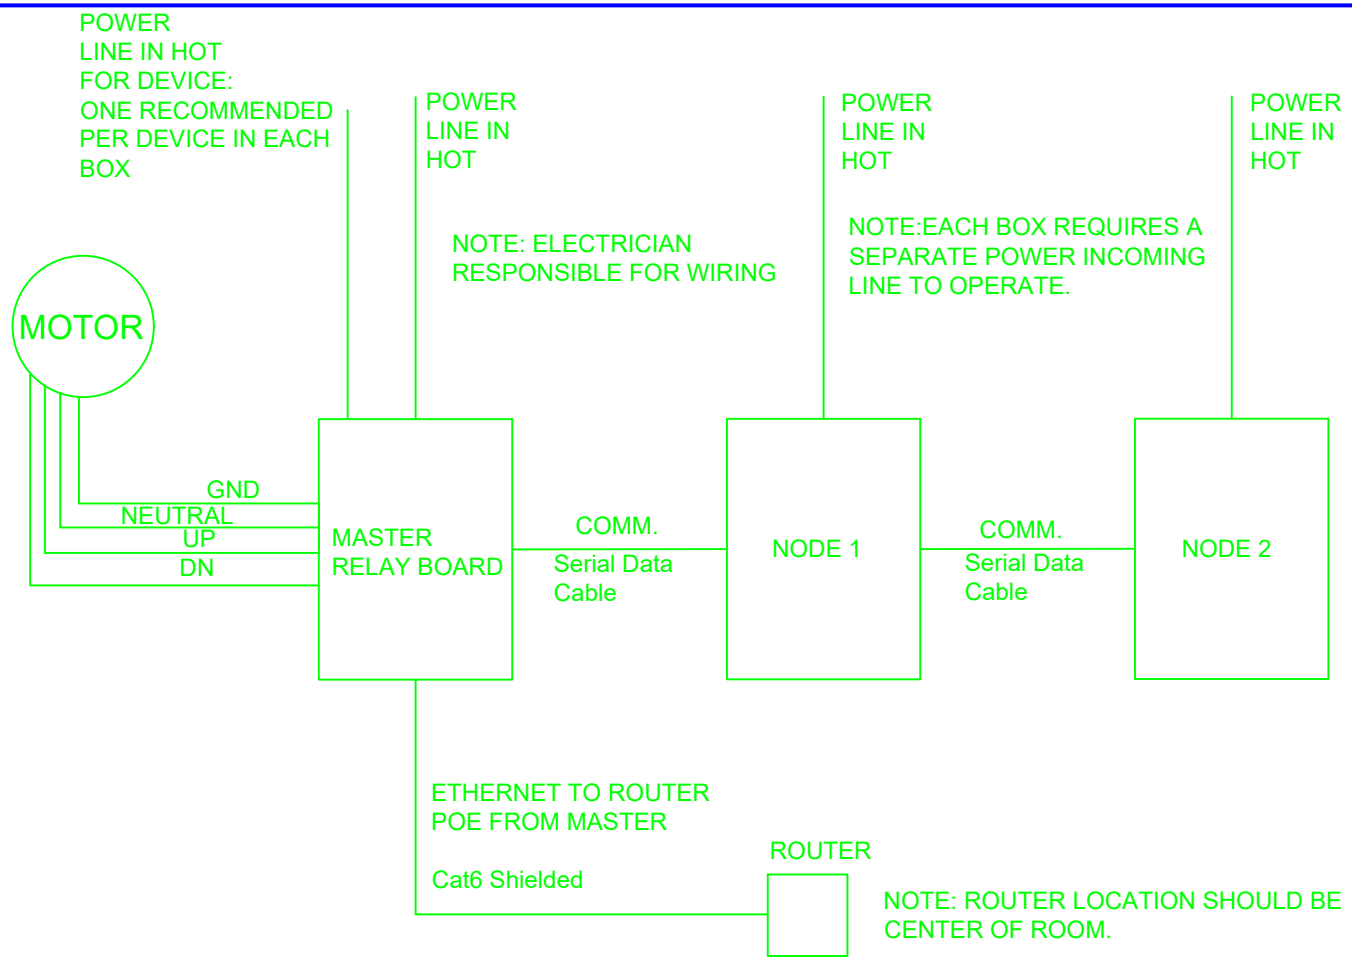 POWER
LINE IN HOT
FOR DEVICE:
ONE RECOMMENDED
PER DEVICE IN EACH
BOX
POWER
LINE IN
HOT
POWER
LINE IN
HOT
POWER
LINE IN
HOT
NOTE: ELECTRICIAN
RESPONSIBLE FOR WIRING
NOTE:EACH BOX REQUIRES A
SEPARATE POWER INCOMING
LINE TO OPERATE.
MOTOR
GND
NEUTRAL
UP
DN
MASTER
RELAY BOARD
COMM.
Serial Data
Cable
NODE 1
COMM.
Serial Data
Cable
NODE 2
ETHERNET TO ROUTER
POE FROM MASTER
Cat6 Shielded
ROUTER
NOTE: ROUTER LOCATION SHOULD BE
CENTER OF ROOM.